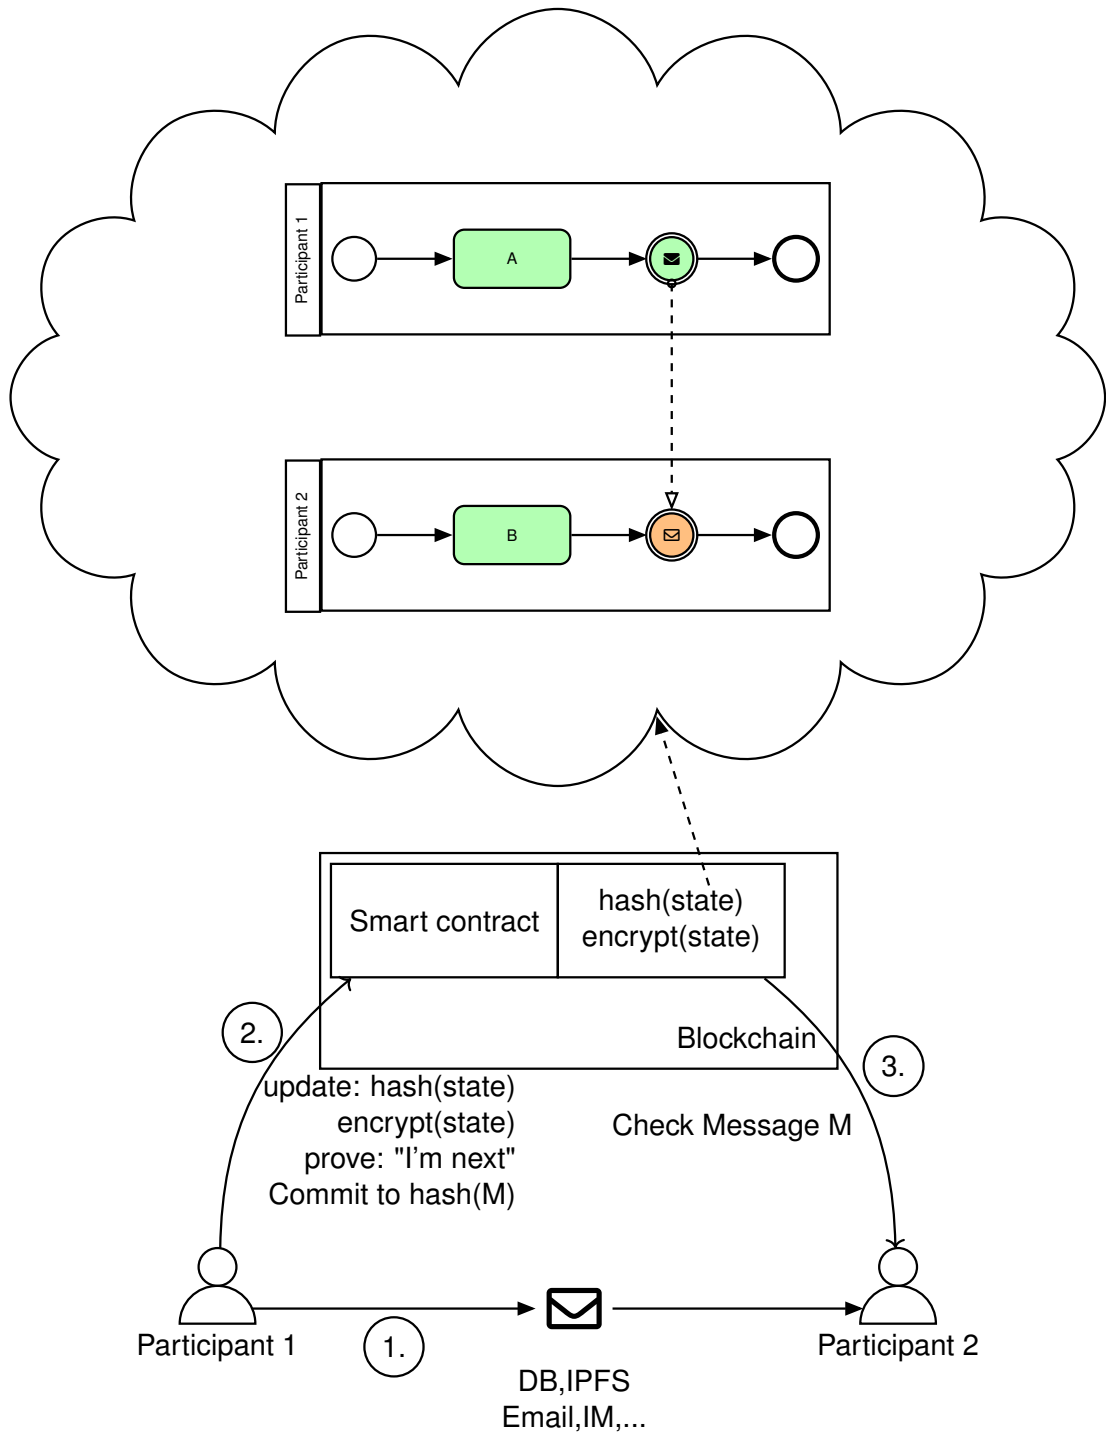 Participant 1
A
Participant 2
B
Smart contract
hash(state)
encrypt(state)
Blockchain
2.
3.
update: hash(state)
encrypt(state)
prove: "I'm next"
Commit to hash(M)
Check Message M
Participant 1
1.
Participant 2
DB,IPFS
Email,IM,...